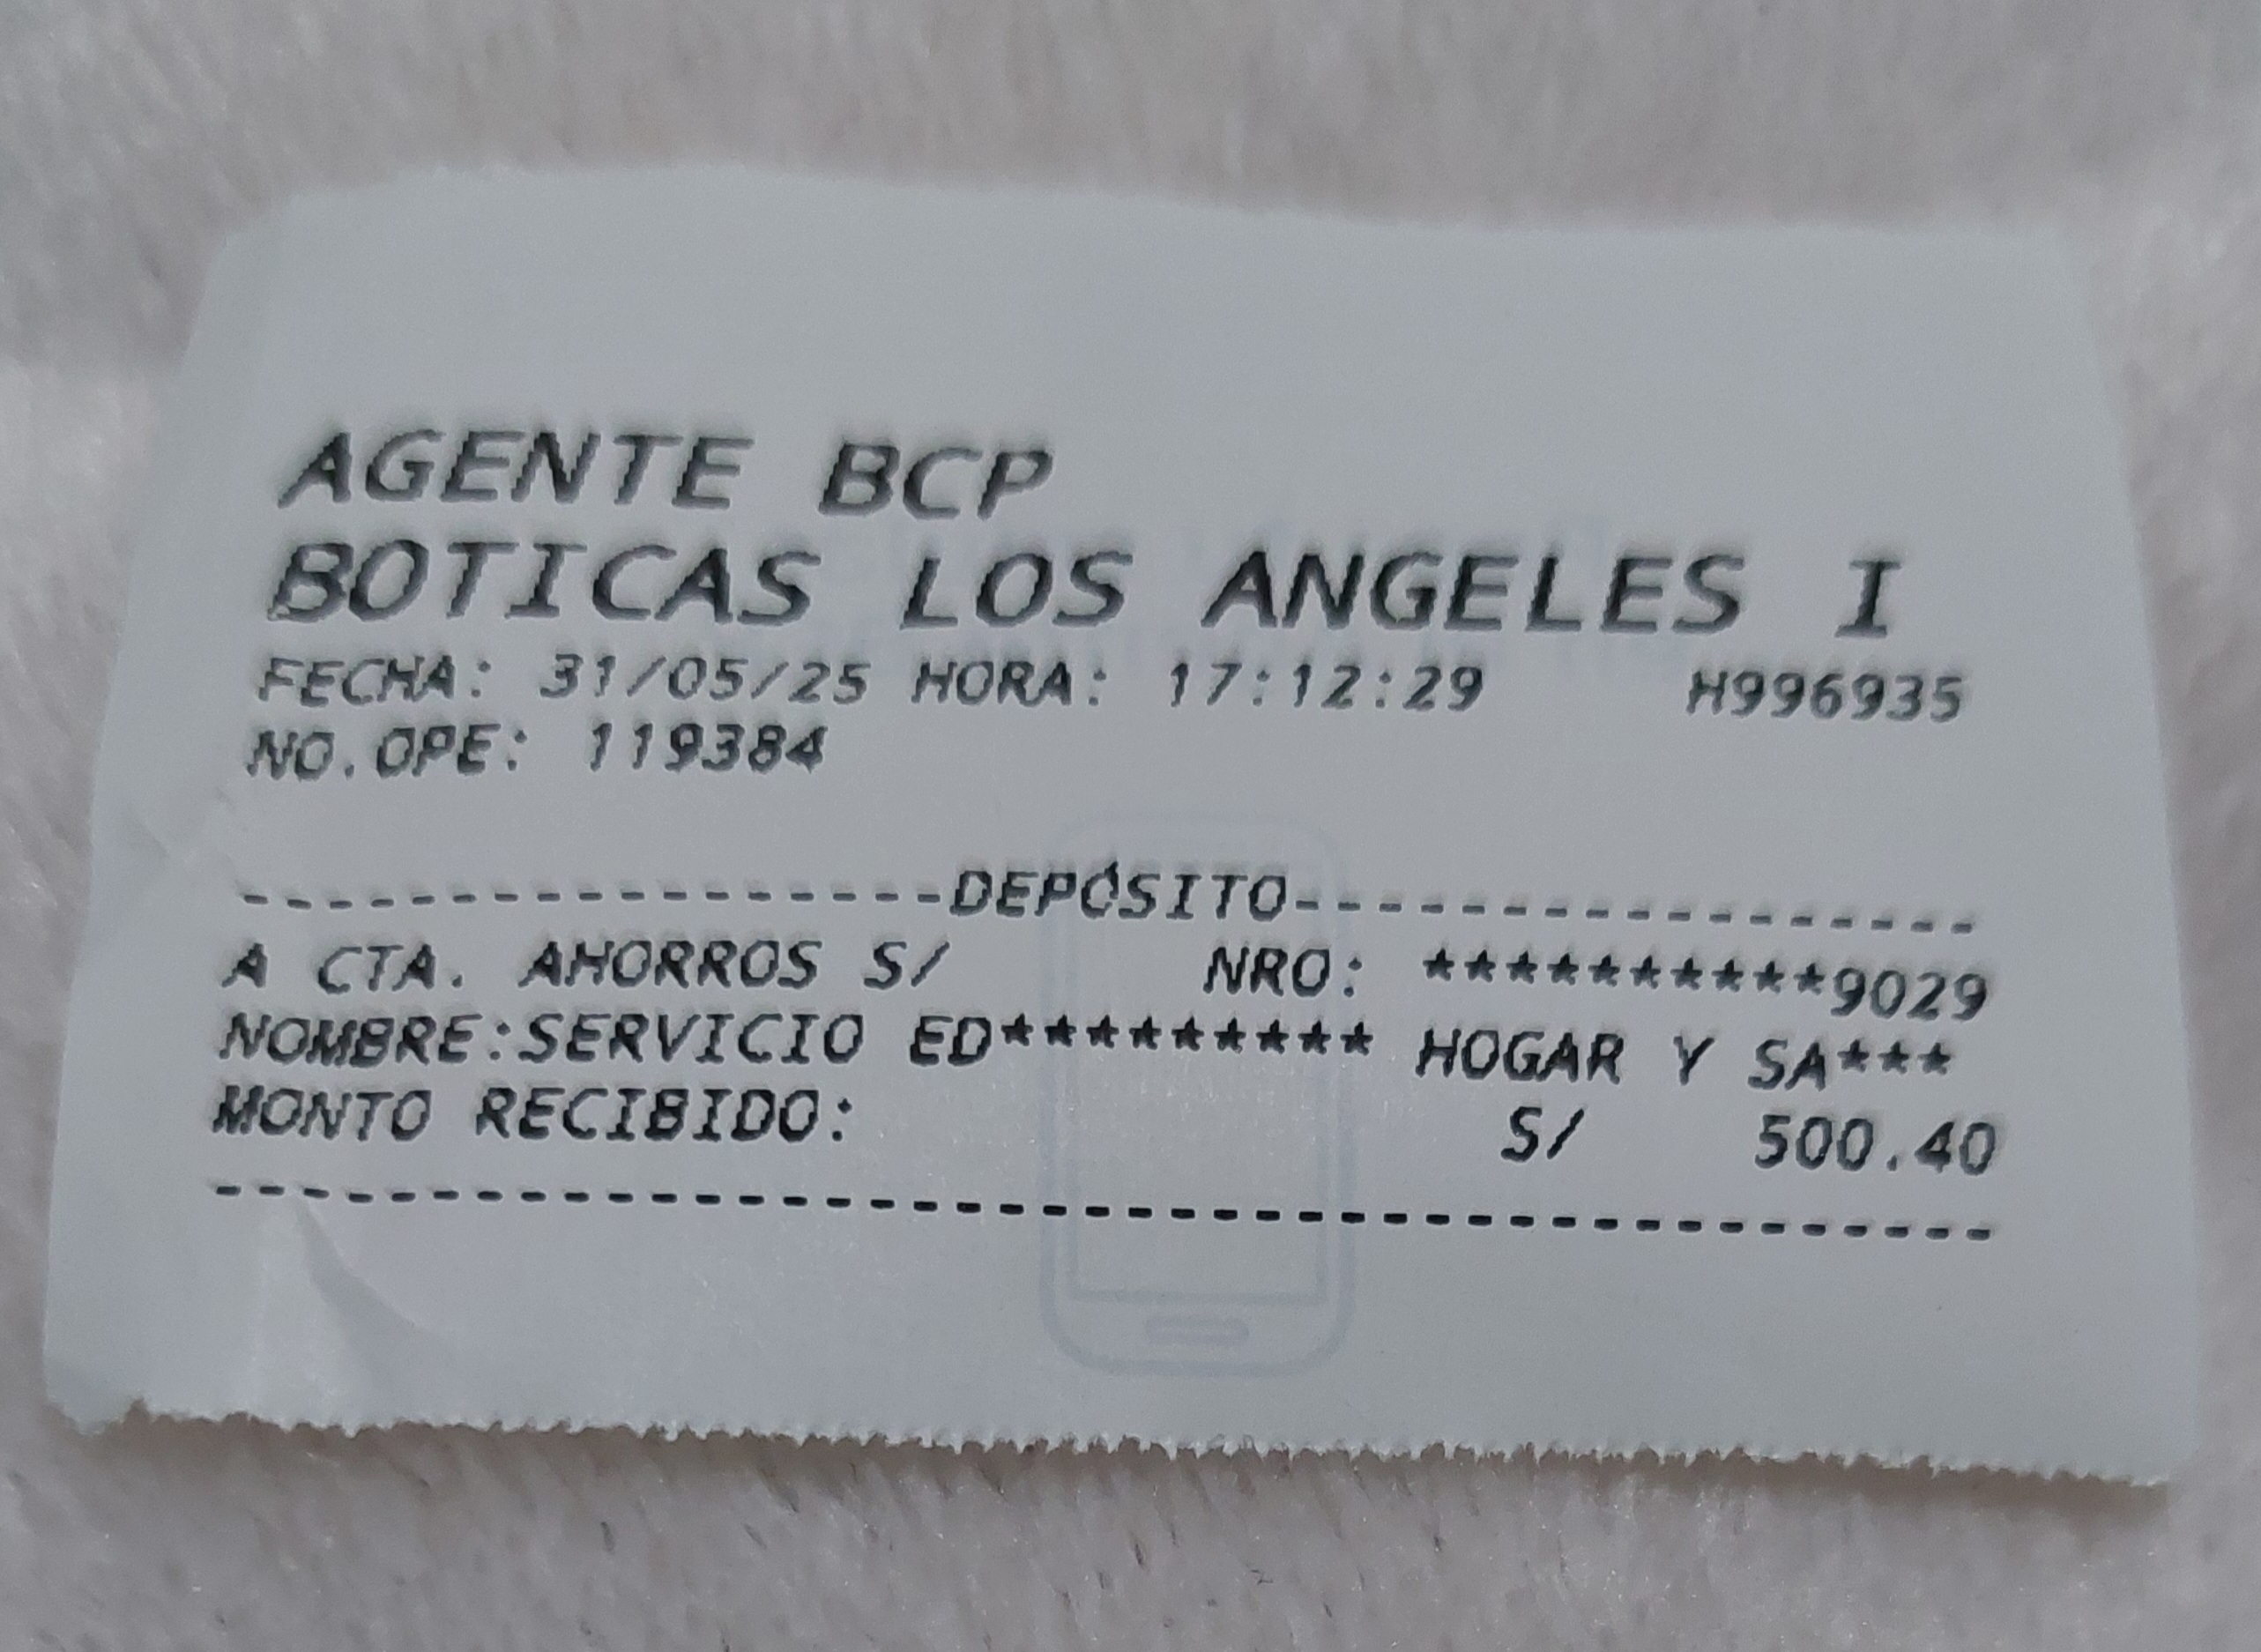 AGENTE BCP
BOTICAS LOS ANGELES I
FECHA: 31/05/25 HORA: 17:12:29 H996935
NO.OPE: 119384
------------------DEPÓSITO-----------------
A CTA. AHORROS S/ NRO: **********9029
NOMBRE:SERVICIO ED********* HOGAR Y SA***
MONTO RECIBIDO: S/ 500.40
------------------------------------------